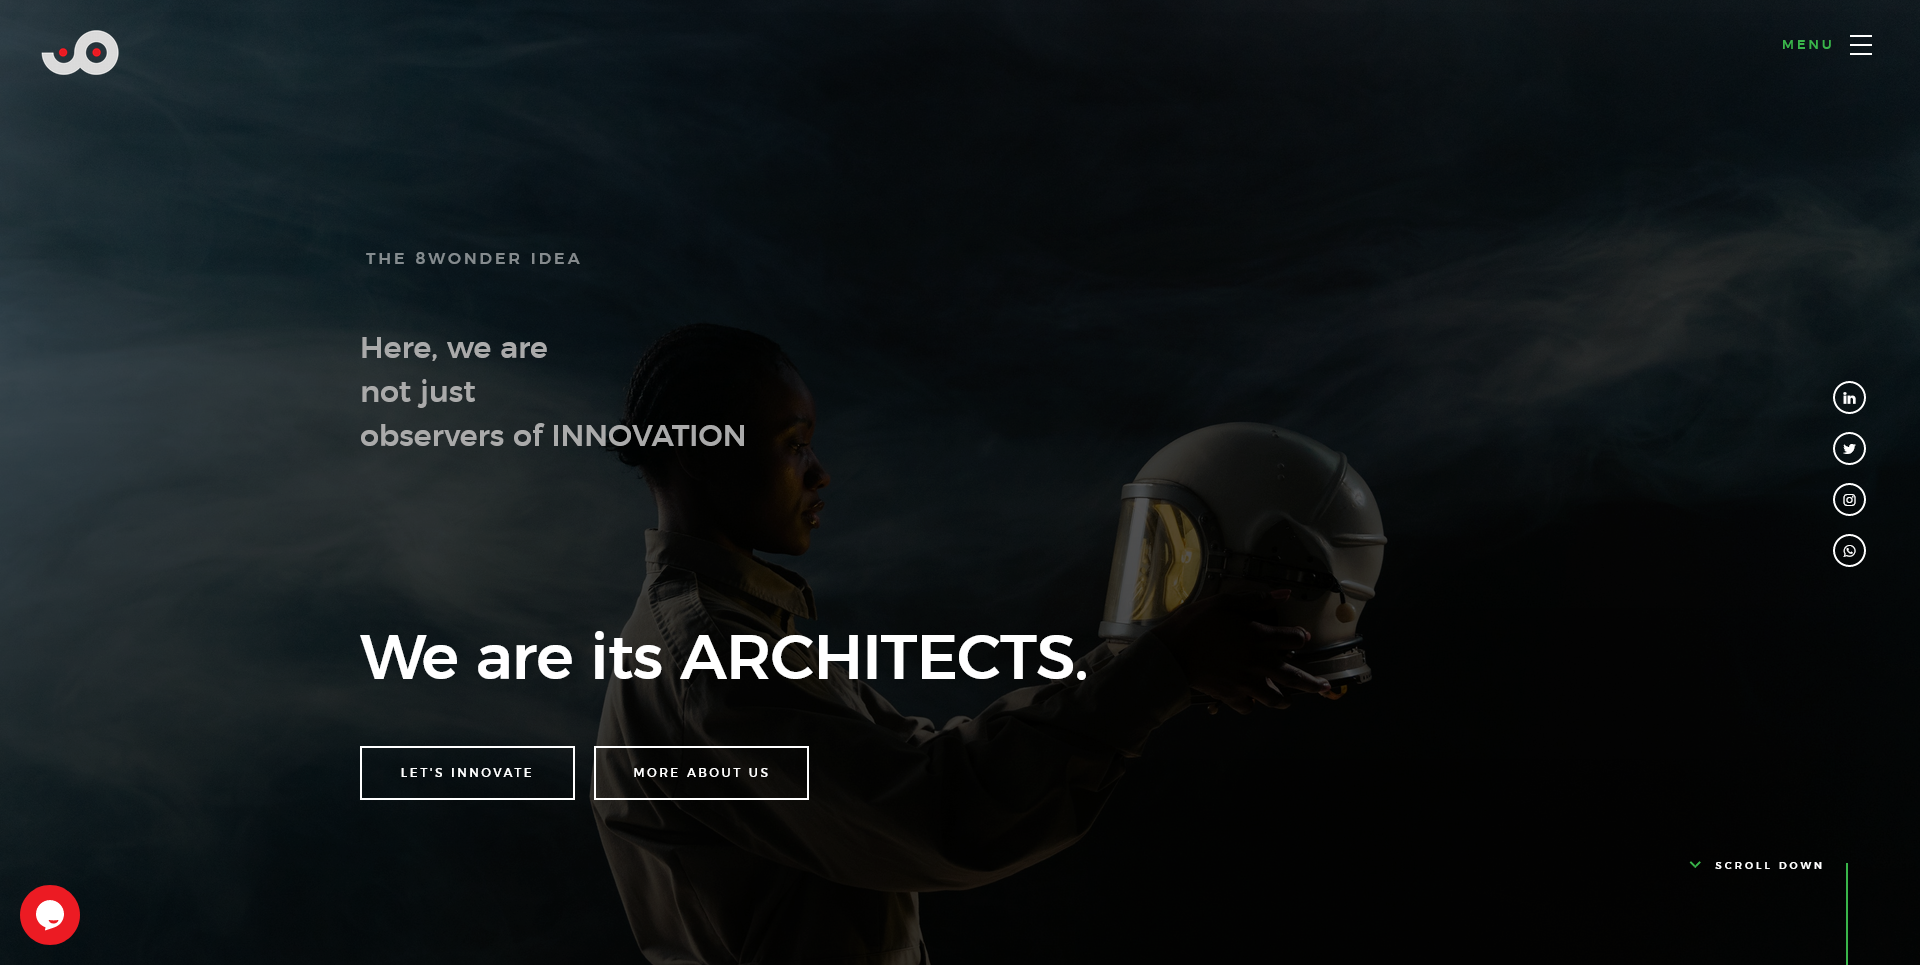 MENU
THE 8WONDER IDEA
Here, we are
not just
observers of INNOVATION
We are its ARCHITECTS.
LET'S INNOVATE
MORE ABOUT US
SCROLL DOWN